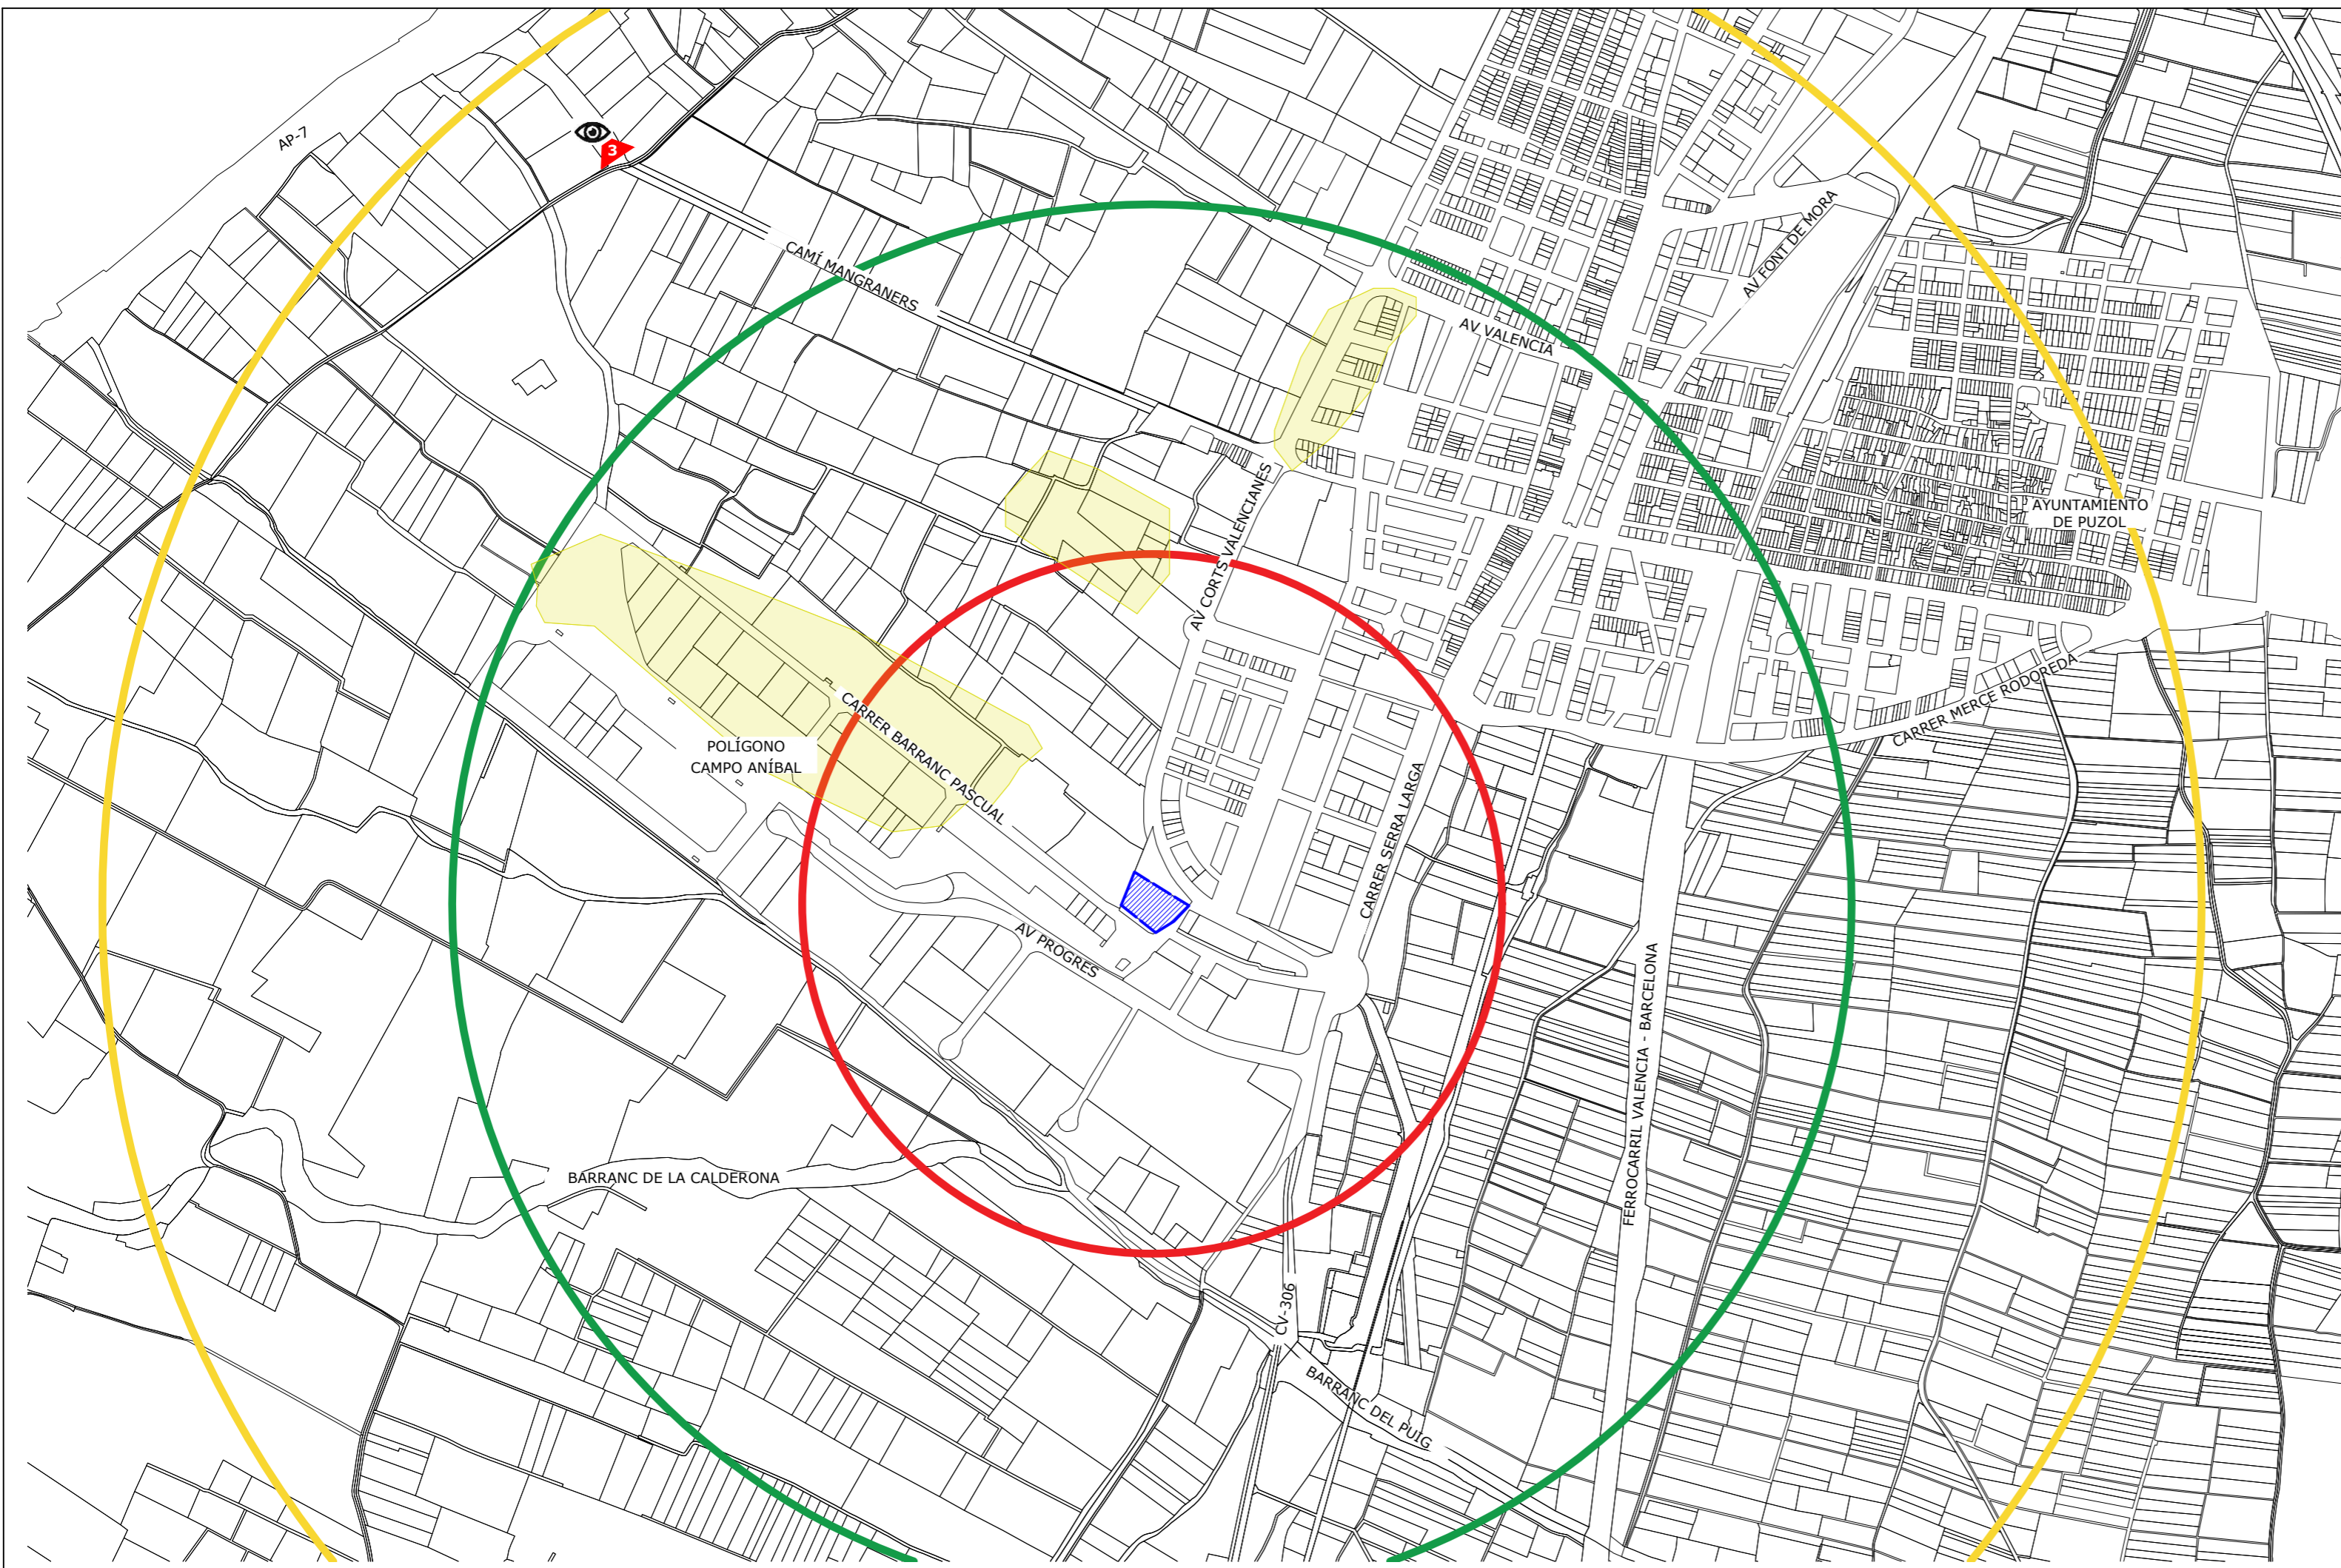 AP-7
3
CAMÍ MANGRANERS
AV FONT DE MORA
AV VALENCIA
AV CORTS VALENCIANES
AYUNTAMIENTO
DE PUZOL
CARRER MERCE RODOREDA
CARRER BARRANC PASCUAL
POLÍGONO
CAMPO ANÍBAL
CARRER SERRA LARGA
AV PROGRES
FERROCARRIL VALENCIA - BARCELONA
BARRANC DE LA CALDERONA
CV-306
BARRANC DEL PUIG